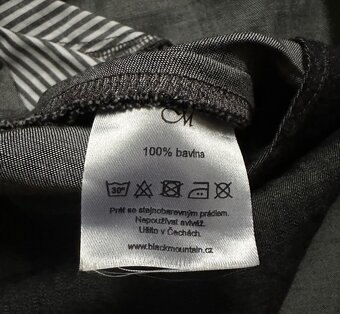 M
100% bavlna
30°
Prát se stejnobarevným prádlem.
Nepoužívat aviváž.
Ušito v Čechách.
www.blackmountain.cz